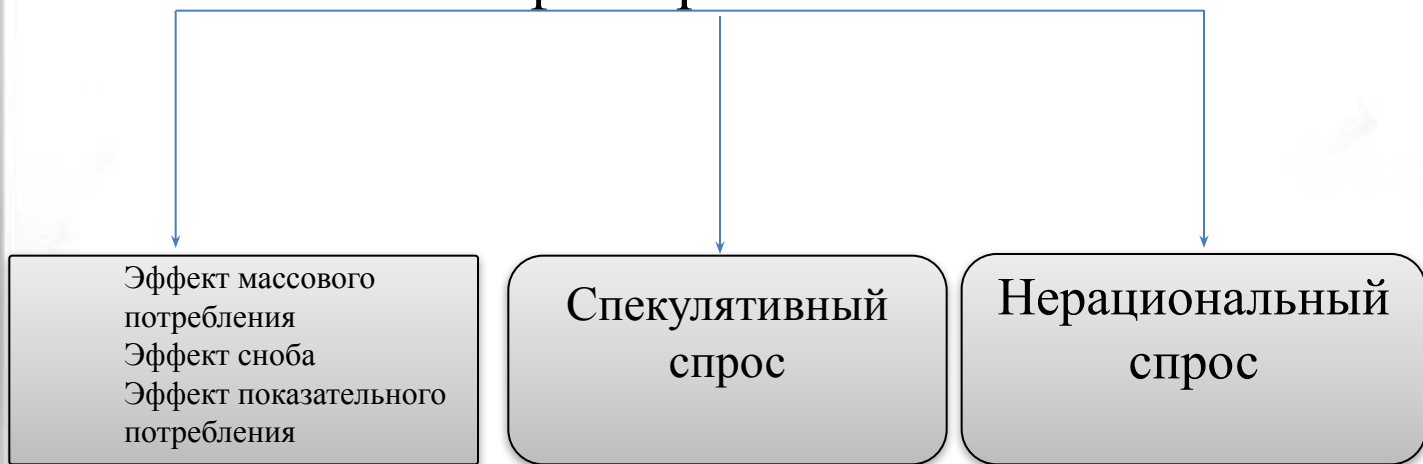 Эффект массового
потребления
Эффект сноба
Эффект показательного
потребления
Спекулятивный
спрос
Нерациональный
спрос